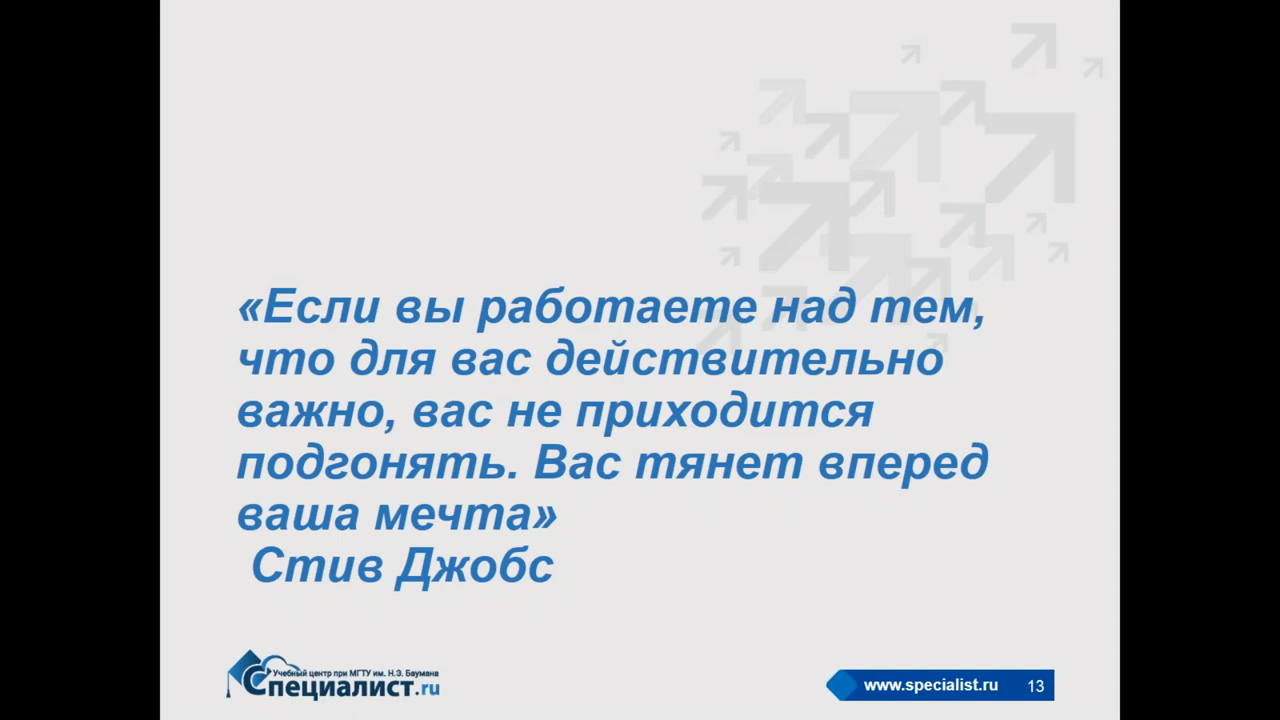 «Если вы работаете над тем,
что для вас действительно
важно, вас не приходится
подгонять. Вас тянет вперед
ваша мечта»
Стив Джобс
Учебный центр при МГТУ им. Н.Э. Баумана
Специалист.ru
www.specialist.ru 13